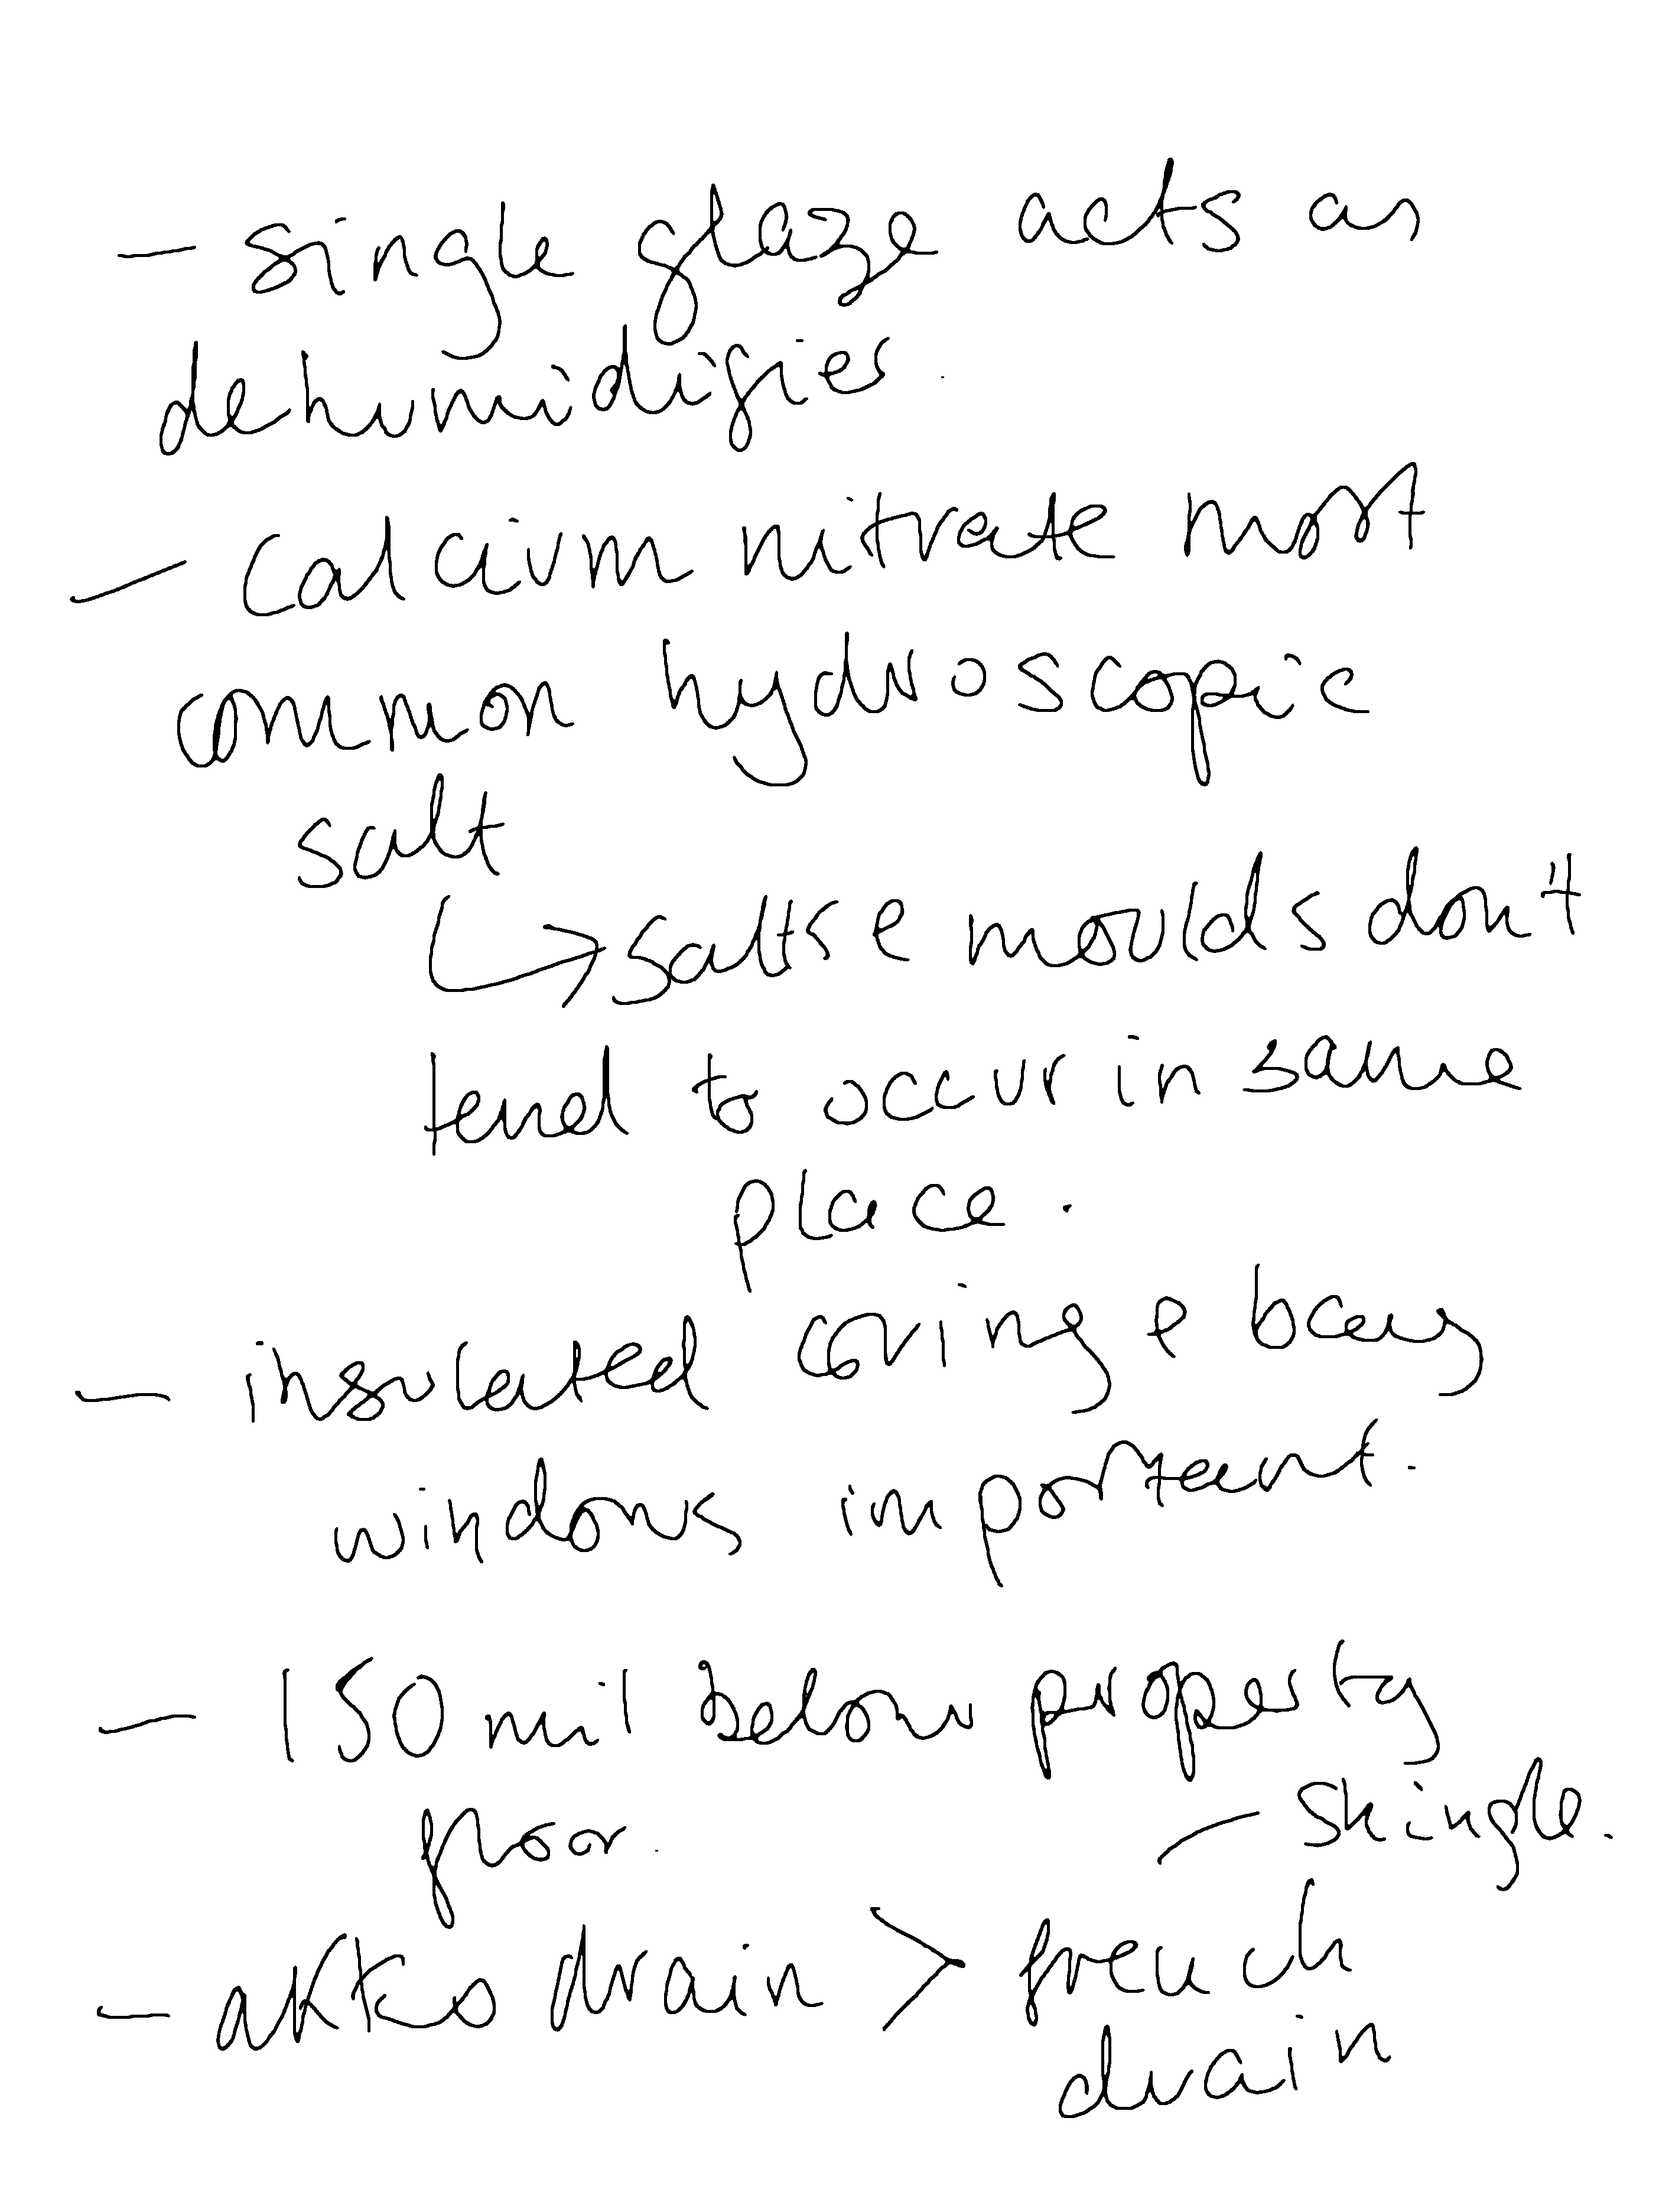 - single glaze acts as
dehumidifier.
- Calcium nitrate most
common hydroscopic
salt
↳ salts e moulds don't
tend to occur in same
place.
- insulated coving e bay
windows important.
- 150 mil below property
floor.
- shingle.
- drain > french
drain